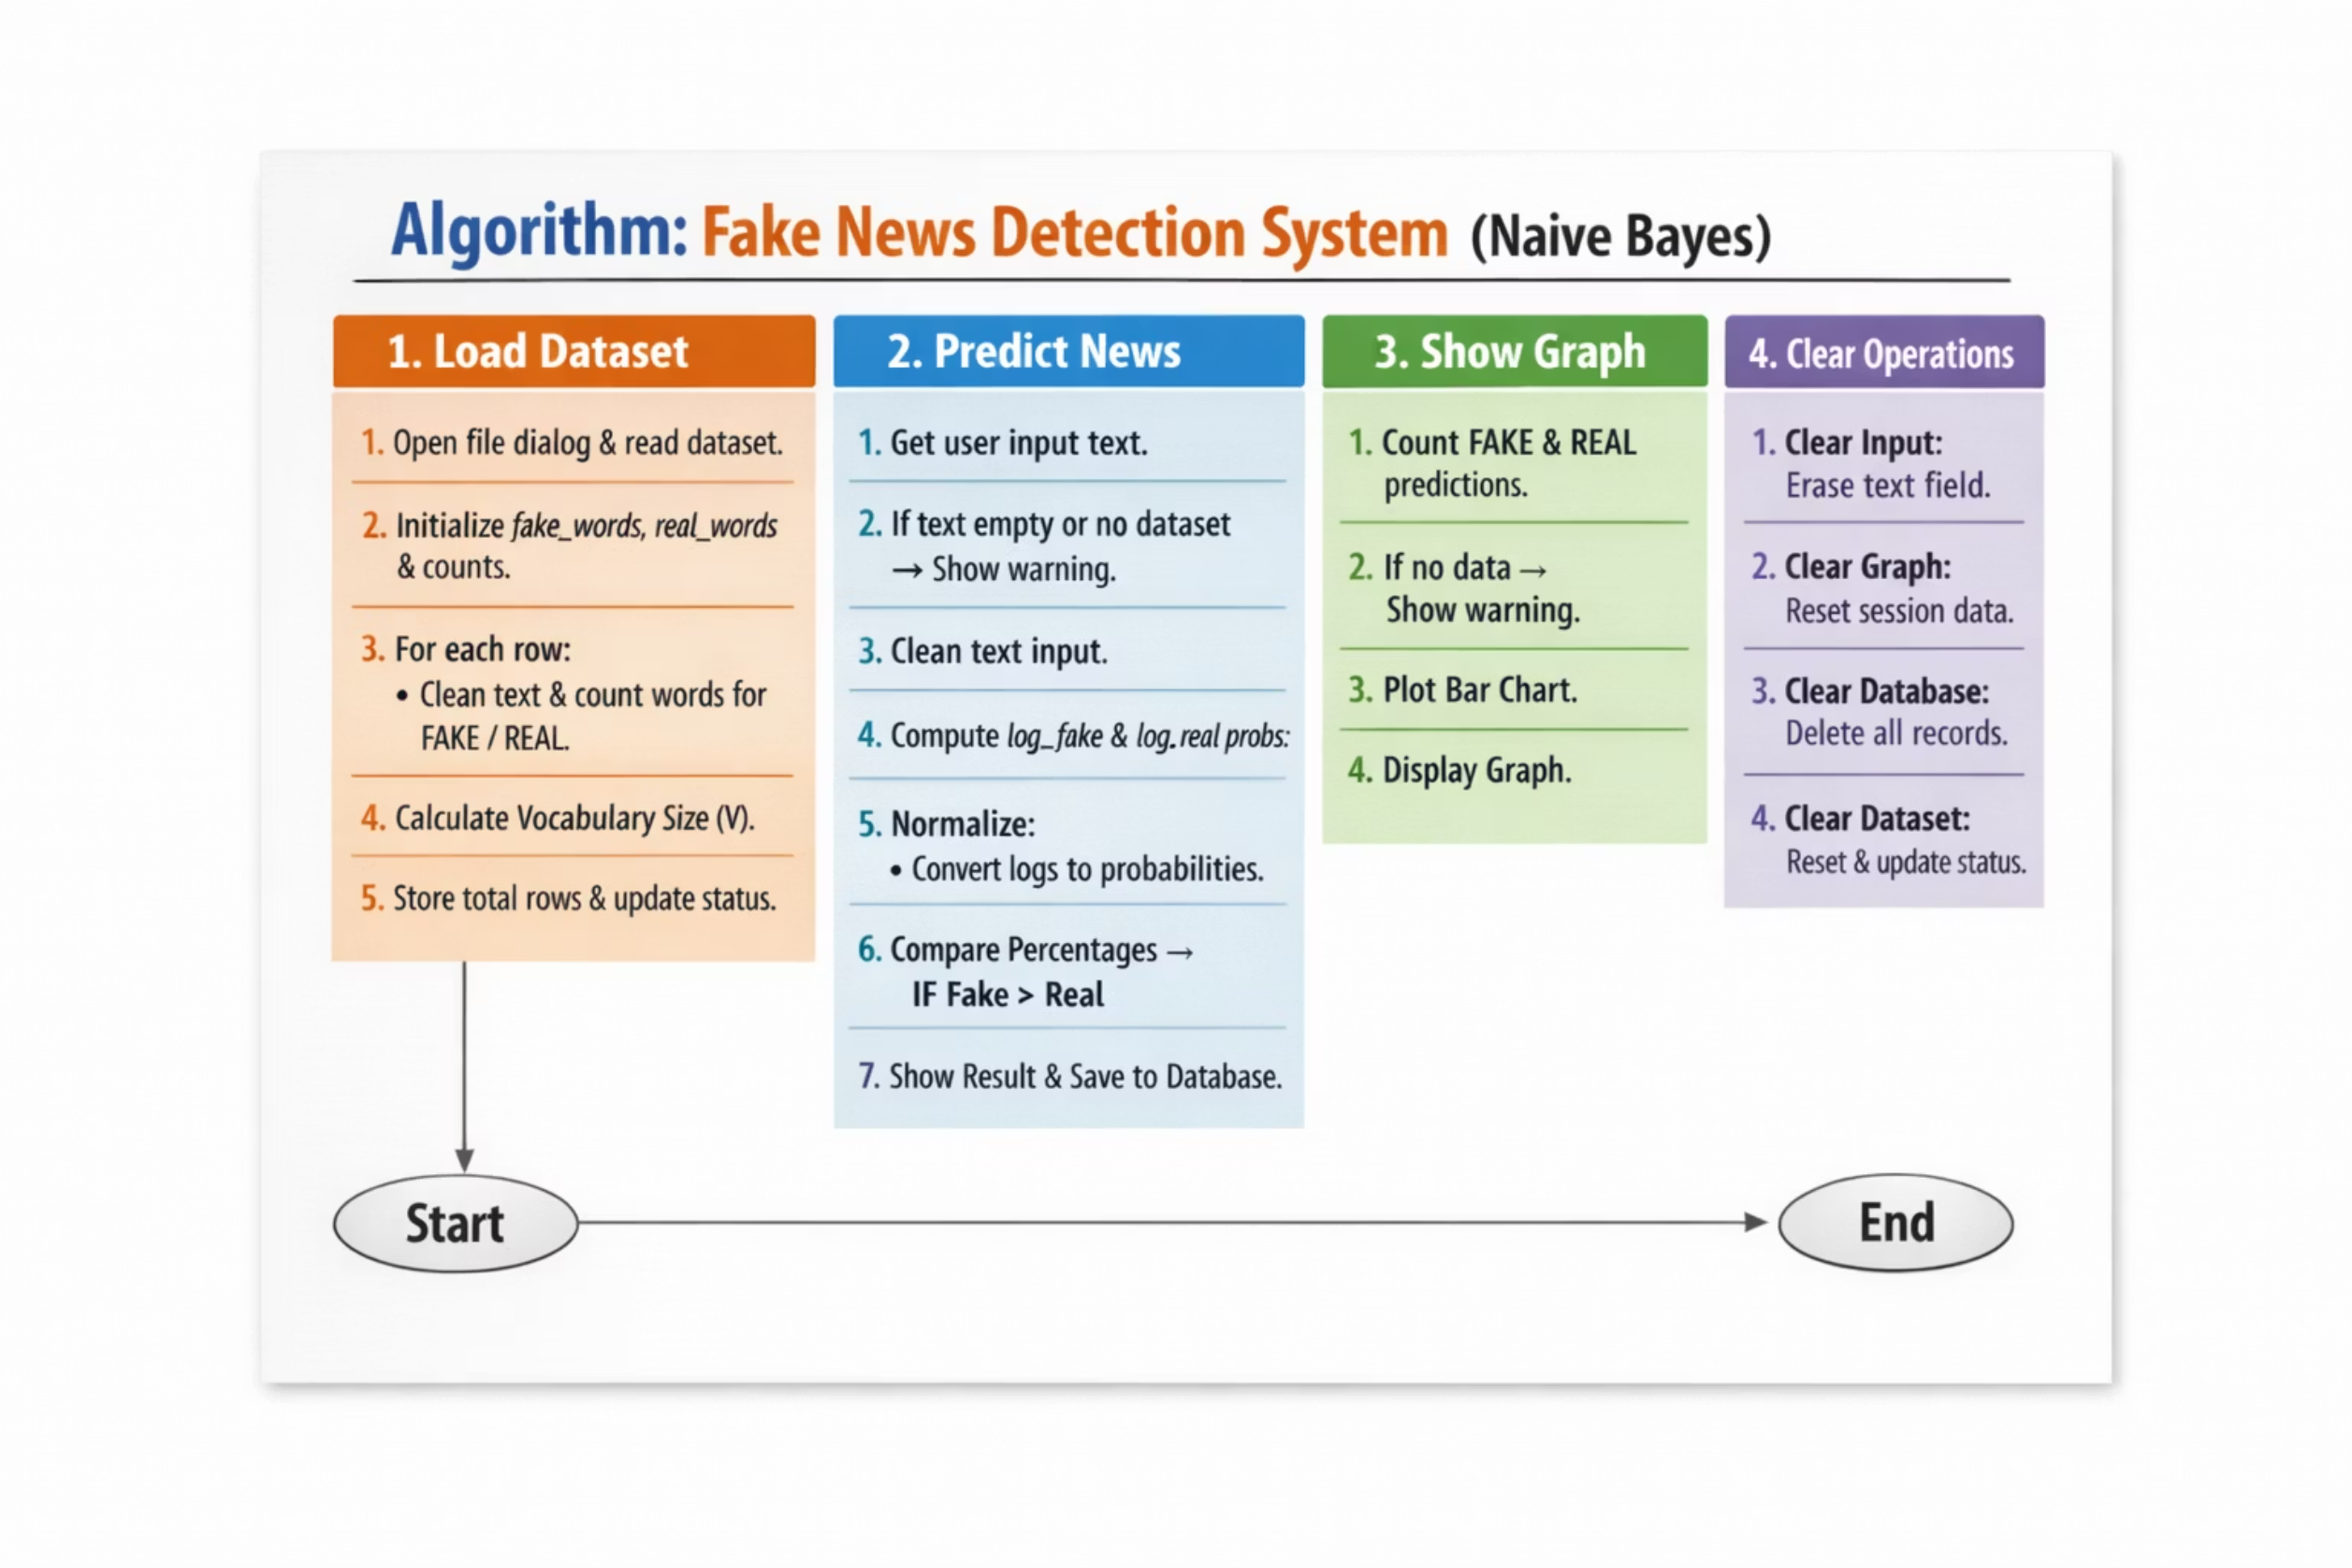 Algorithm: Fake News Detection System (Naive Bayes)
1. Load Dataset
1. Open file dialog & read dataset.
2. Initialize fake_words, real_words
& counts.
3. For each row:
• Clean text & count words for
FAKE / REAL.
4. Calculate Vocabulary Size (V).
5. Store total rows & update status.
2. Predict News
1. Get user input text.
2. If text empty or no dataset
→ Show warning.
3. Clean text input.
4. Compute log_fake & log.real probs:
5. Normalize:
• Convert logs to probabilities.
6. Compare Percentages →
IF Fake > Real
7. Show Result & Save to Database.
3. Show Graph
1. Count FAKE & REAL
predictions.
2. If no data →
Show warning.
3. Plot Bar Chart.
4. Display Graph.
4. Clear Operations
1. Clear Input:
Erase text field.
2. Clear Graph:
Reset session data.
3. Clear Database:
Delete all records.
4. Clear Dataset:
Reset & update status.
Start
End